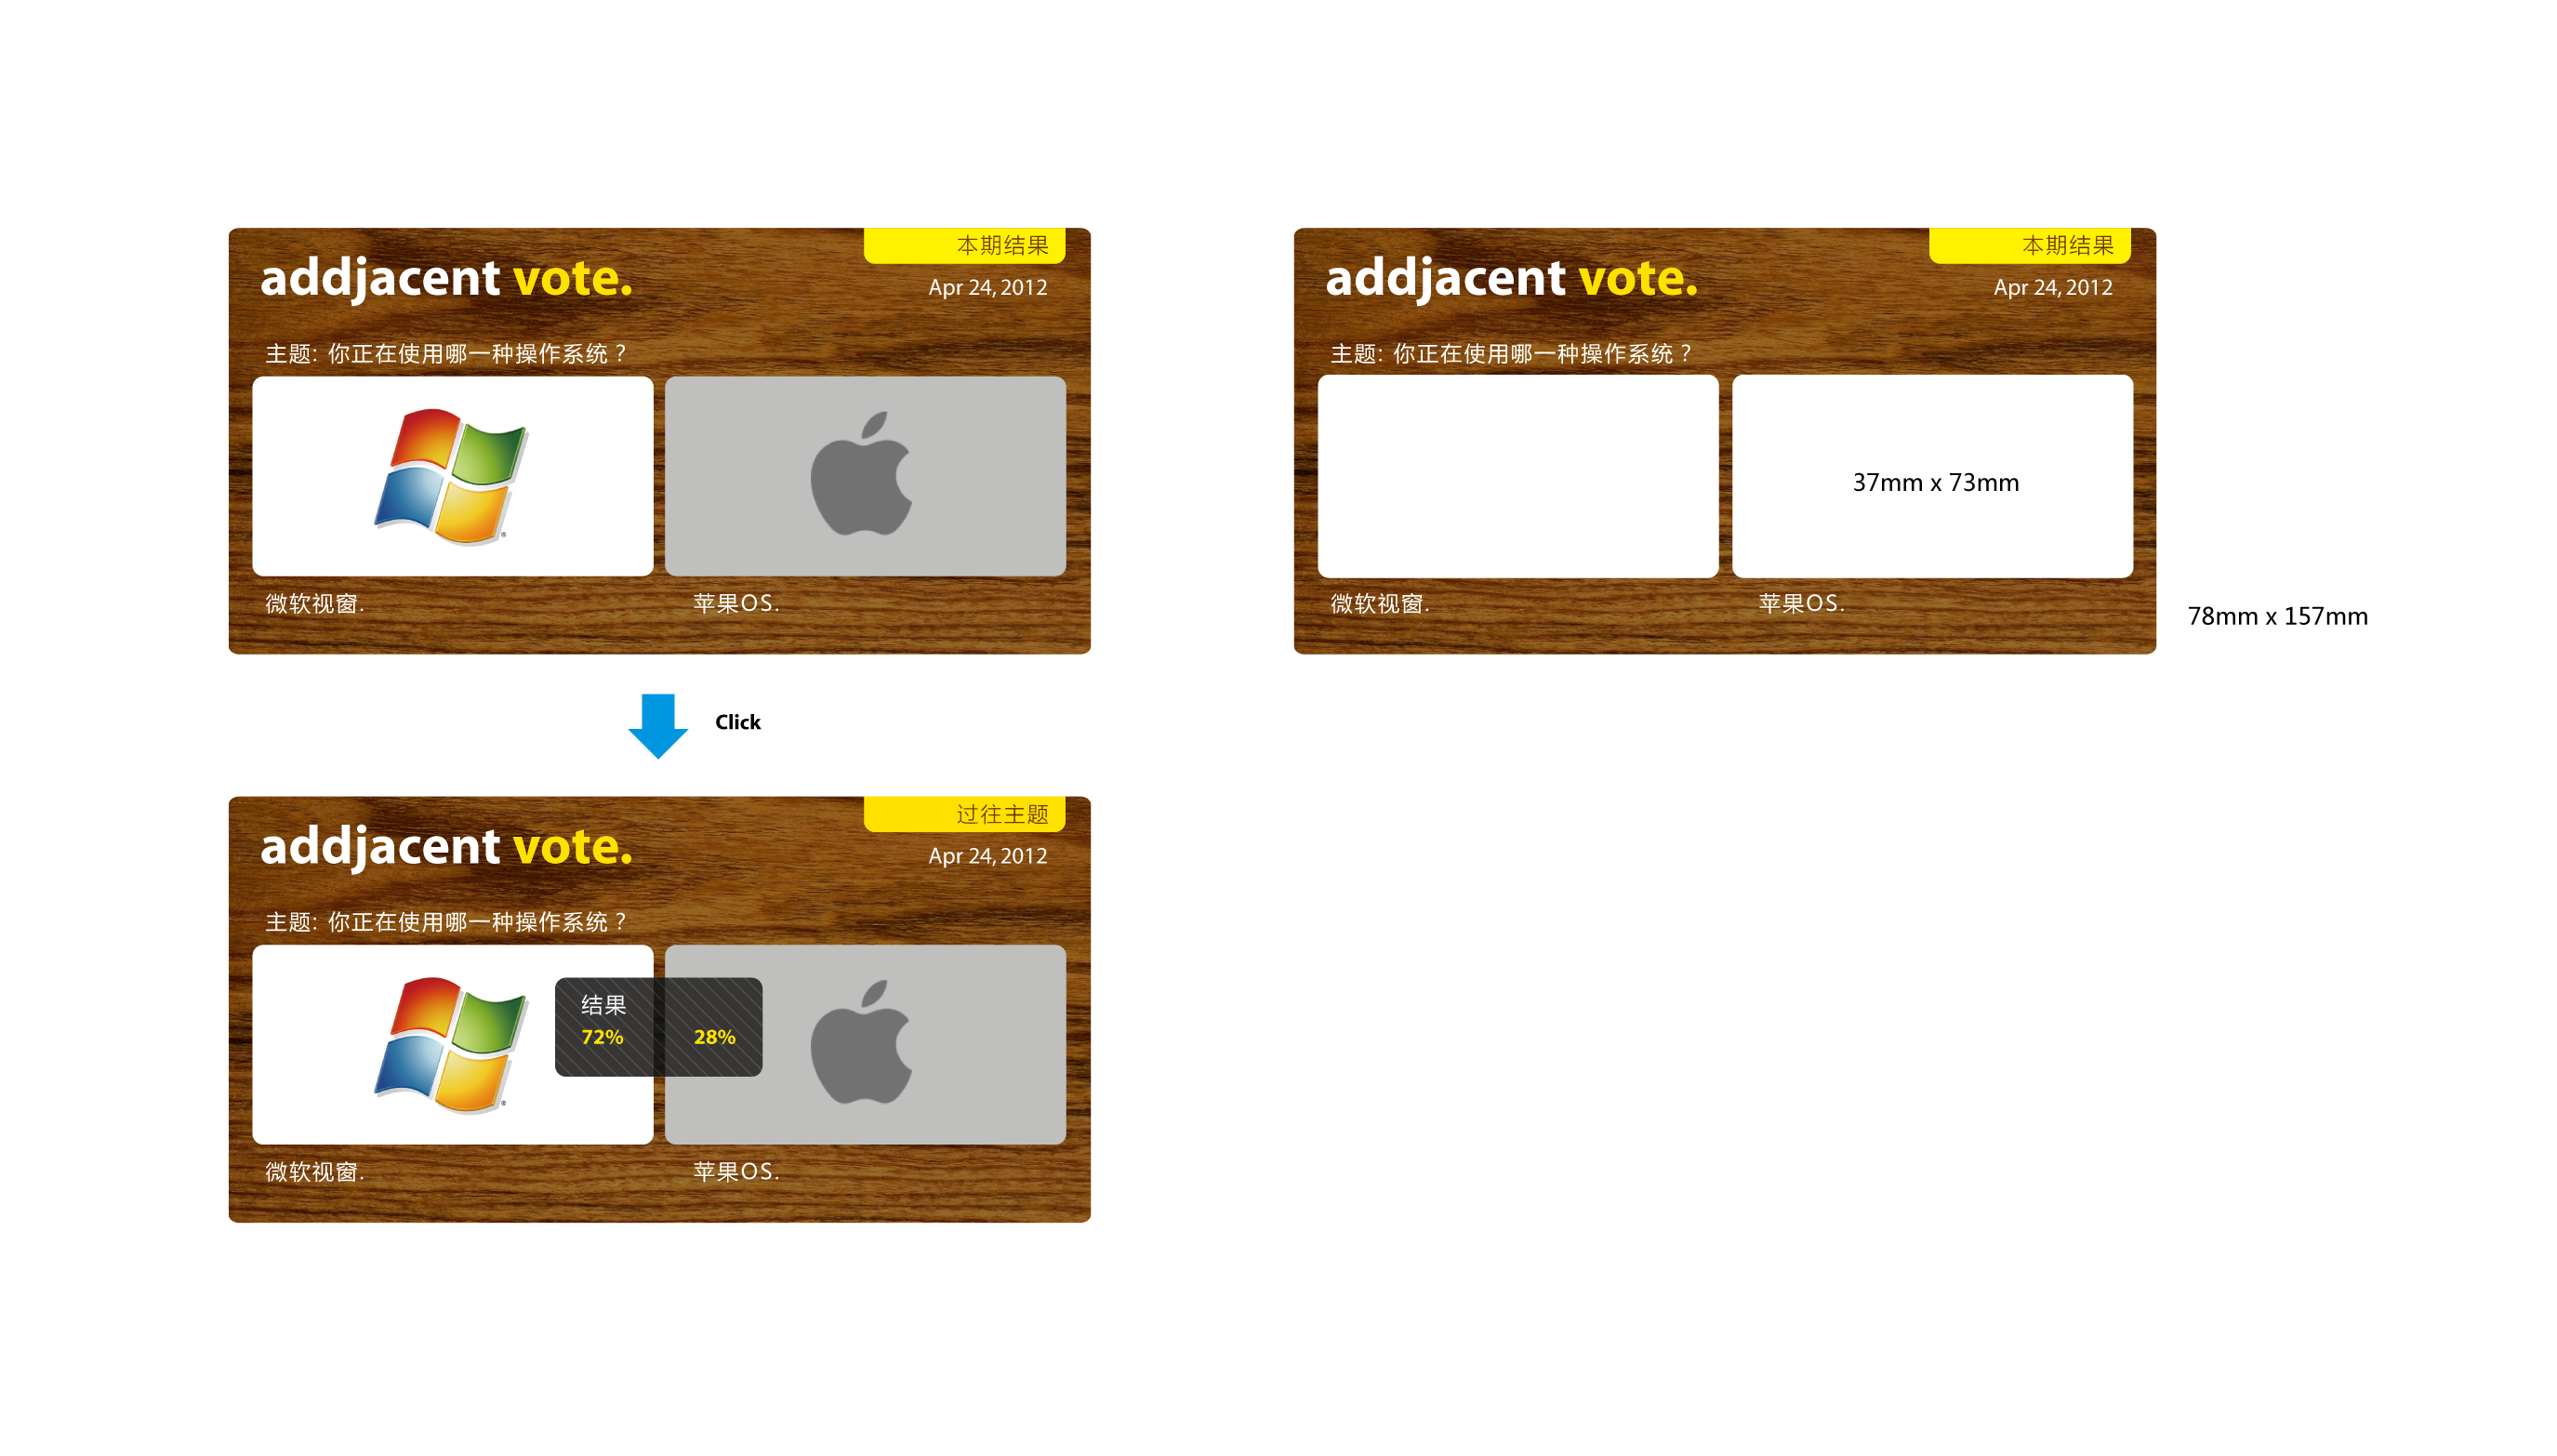 本期结果
addjacent vote.
Apr 24, 2012
主题: 你正在使用哪一种操作系统？
微软视窗.
苹果OS.
本期结果
addjacent vote.
Apr 24, 2012
主题: 你正在使用哪一种操作系统？
37mm x 73mm
微软视窗.
苹果OS.
78mm x 157mm
Click
过往主题
addjacent vote.
Apr 24, 2012
主题: 你正在使用哪一种操作系统？
结果
72% 28%
微软视窗.
苹果OS.